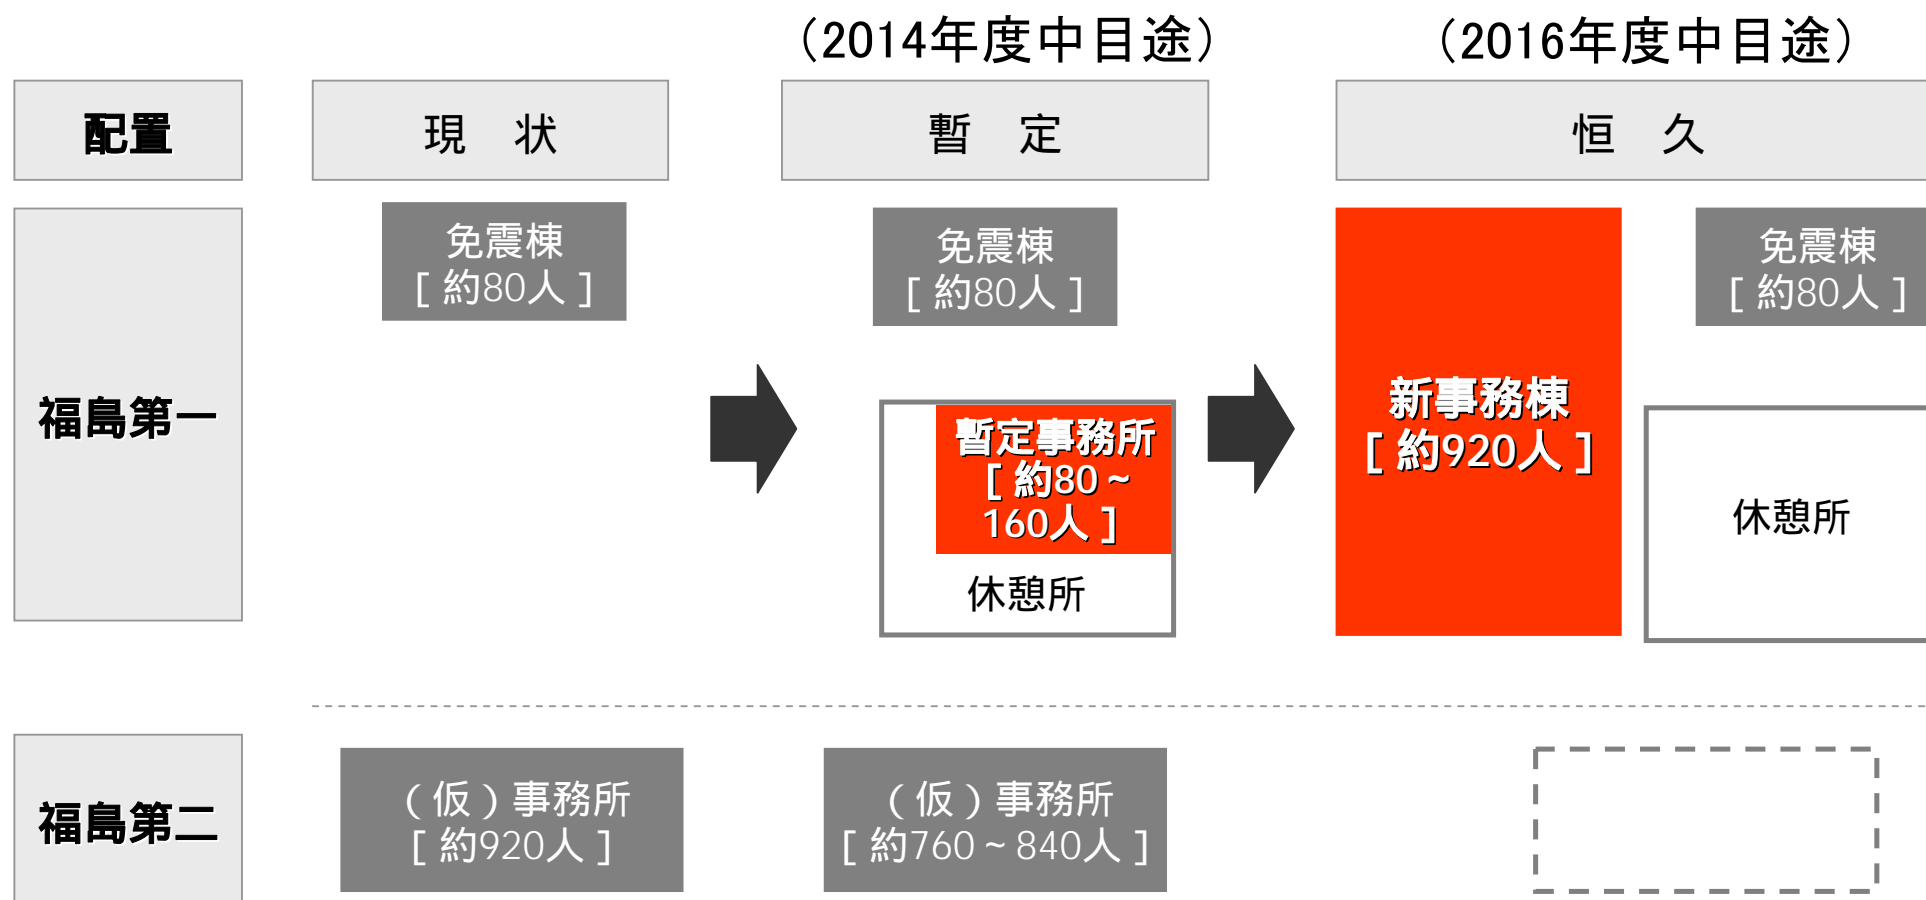 （2014年度中目途）
（2016年度中目途）
配置
現　状
暫　定
恒　久
福島第一
免震棟
[ 約80人 ]
免震棟
[ 約80人 ]
暫定事務所
[ 約80～
160人 ]
休憩所
新事務棟
[ 約920人 ]
免震棟
[ 約80人 ]
休憩所
福島第二
（仮）事務所
[ 約920人 ]
（仮）事務所
[ 約760～840人 ]